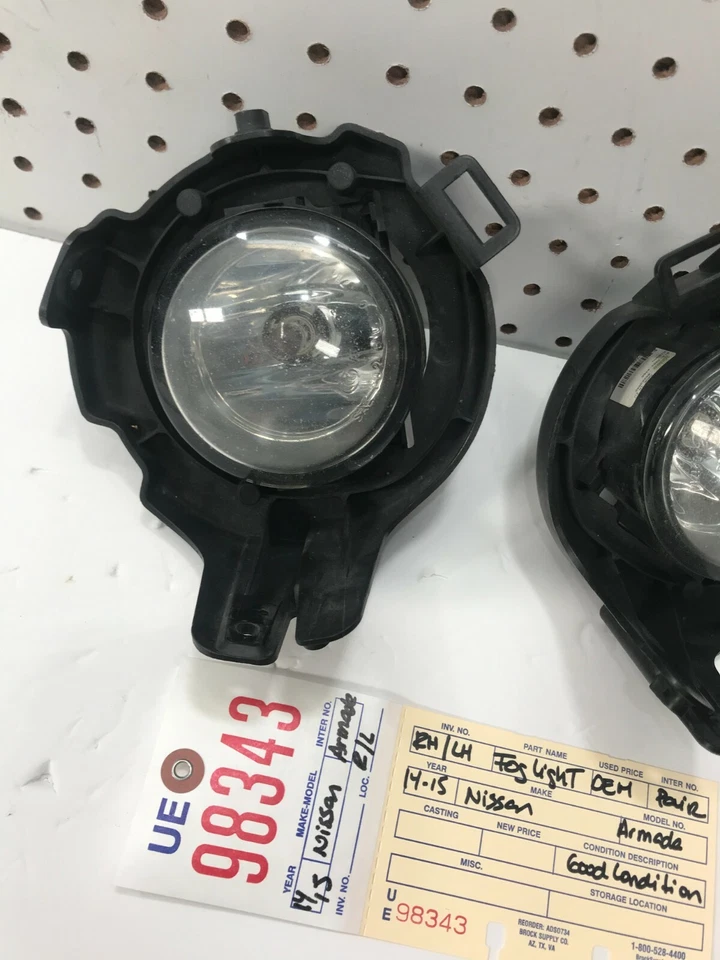 UE
98343
YEAR MAKE-MODEL INTER NO.
14-15 Nissan Armada
INV. NO. LOC. R/L
INV. NO. PART NAME USED PRICE INTER NO.
RH/LH Fog Light OEM Pair
YEAR MAKE MODEL NO.
14-15 Nissan Armada
CASTING NEW PRICE CONDITION DESCRIPTION
Good Condition
MISC. STORAGE LOCATION
UE 98343
REORDER: ADS0734
BROCK SUPPLY CO.
AZ, TX, VA
1-800-528-4400
SAE